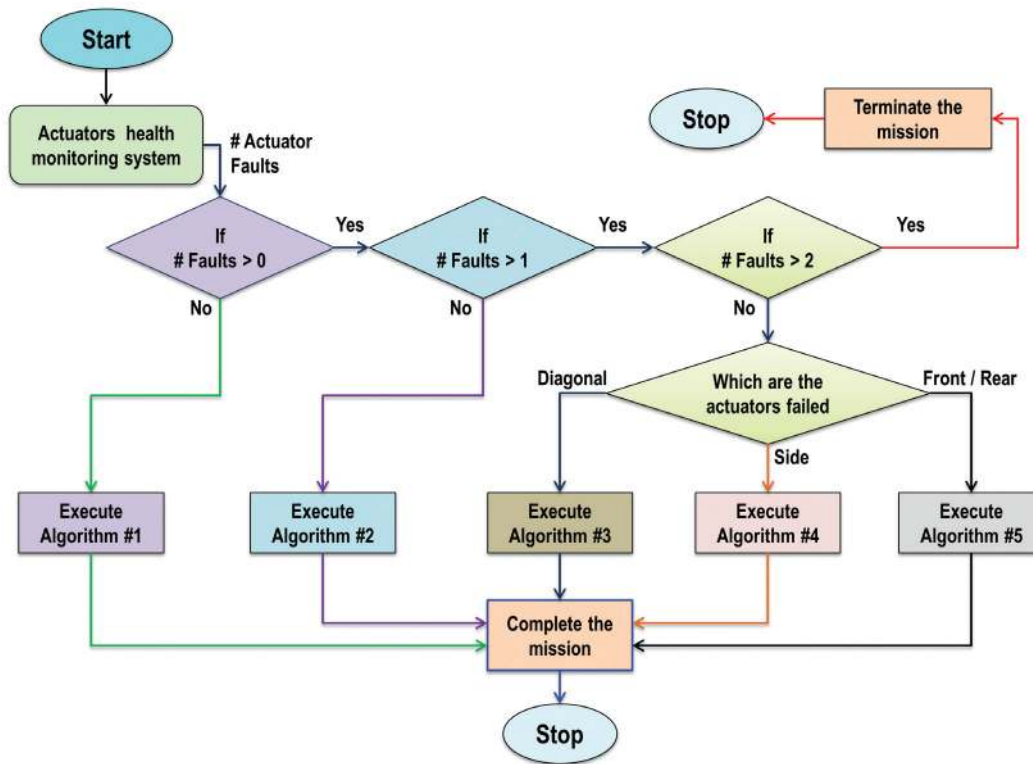 Start
Actuators health
monitoring system
# Actuator
Faults
Stop
Terminate the
mission
If
# Faults > 0
Yes
If
# Faults > 1
Yes
If
# Faults > 2
Yes
No
No
No
Diagonal
Which are the
actuators failed
Front / Rear
Side
Execute
Algorithm #1
Execute
Algorithm #2
Execute
Algorithm #3
Execute
Algorithm #4
Execute
Algorithm #5
Complete the
mission
Stop